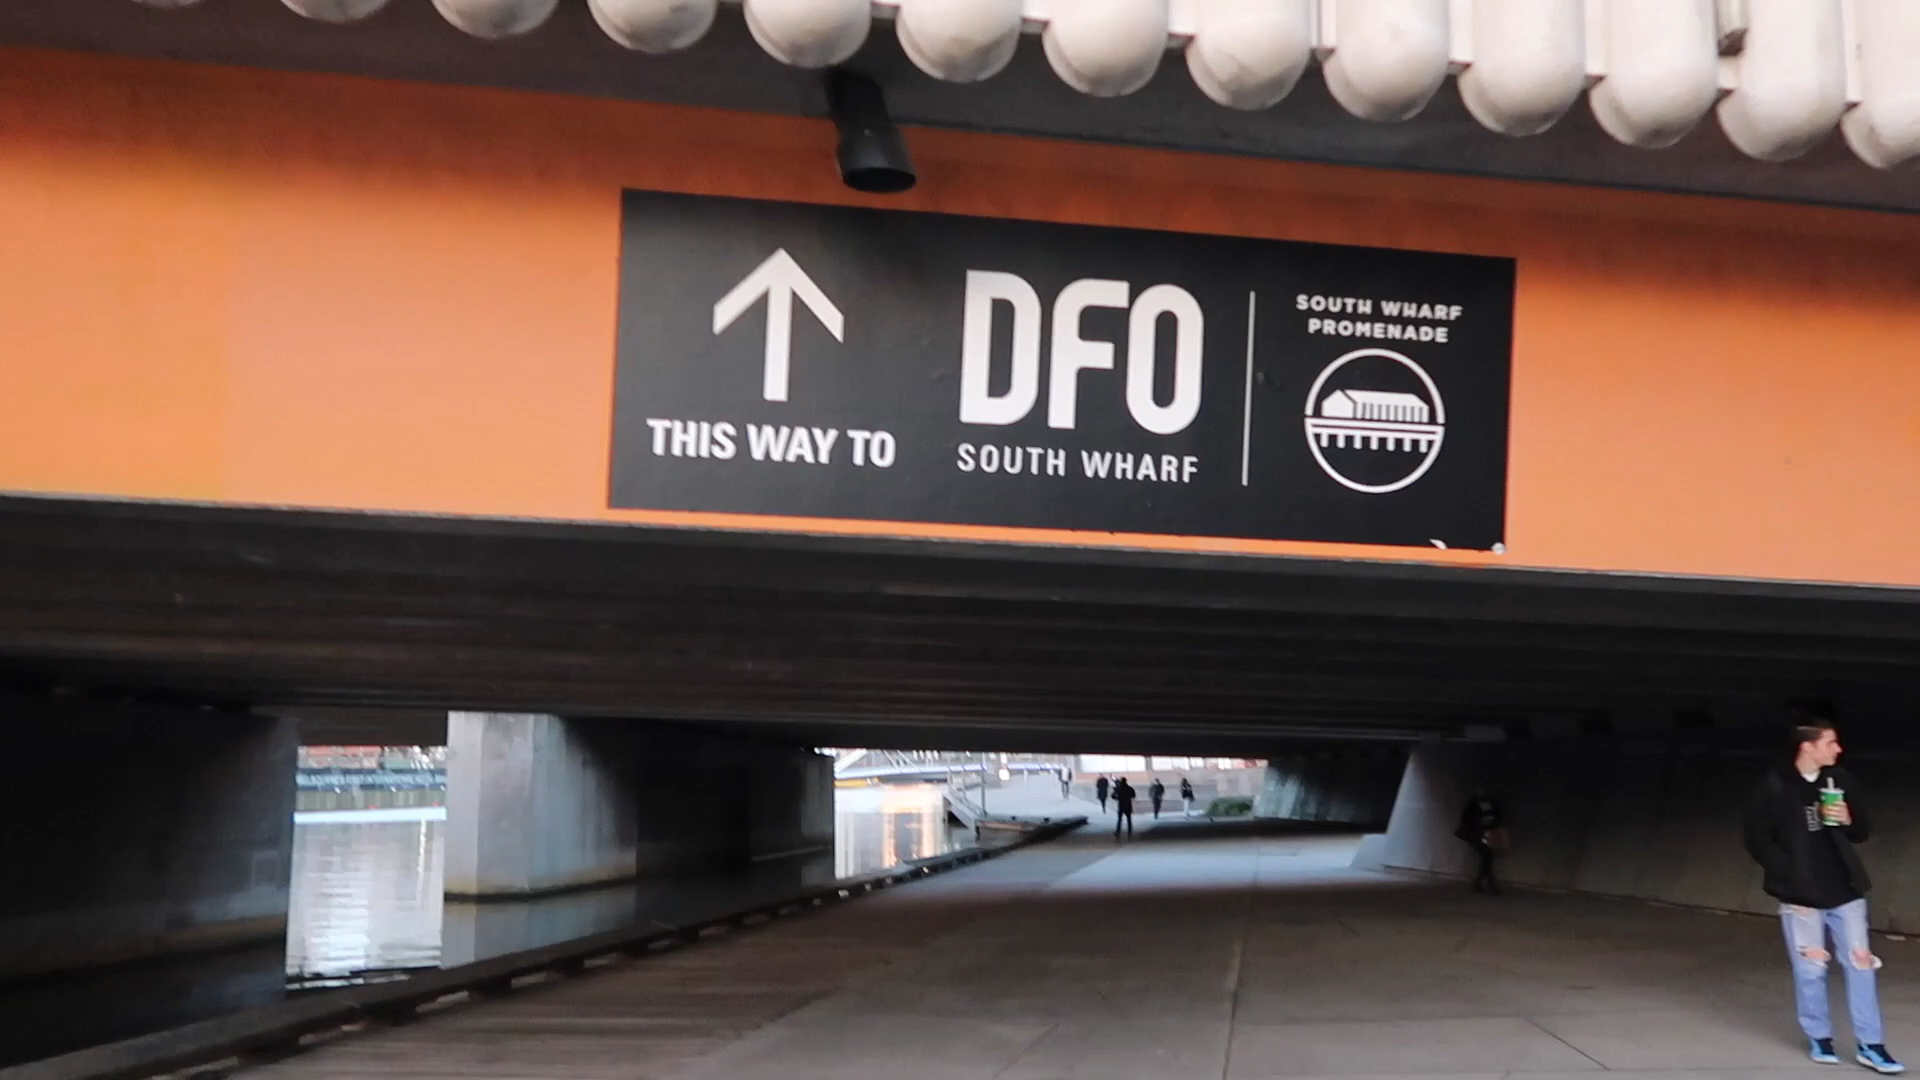 THIS WAY TO
DFO
SOUTH WHARF
SOUTH WHARF
PROMENADE